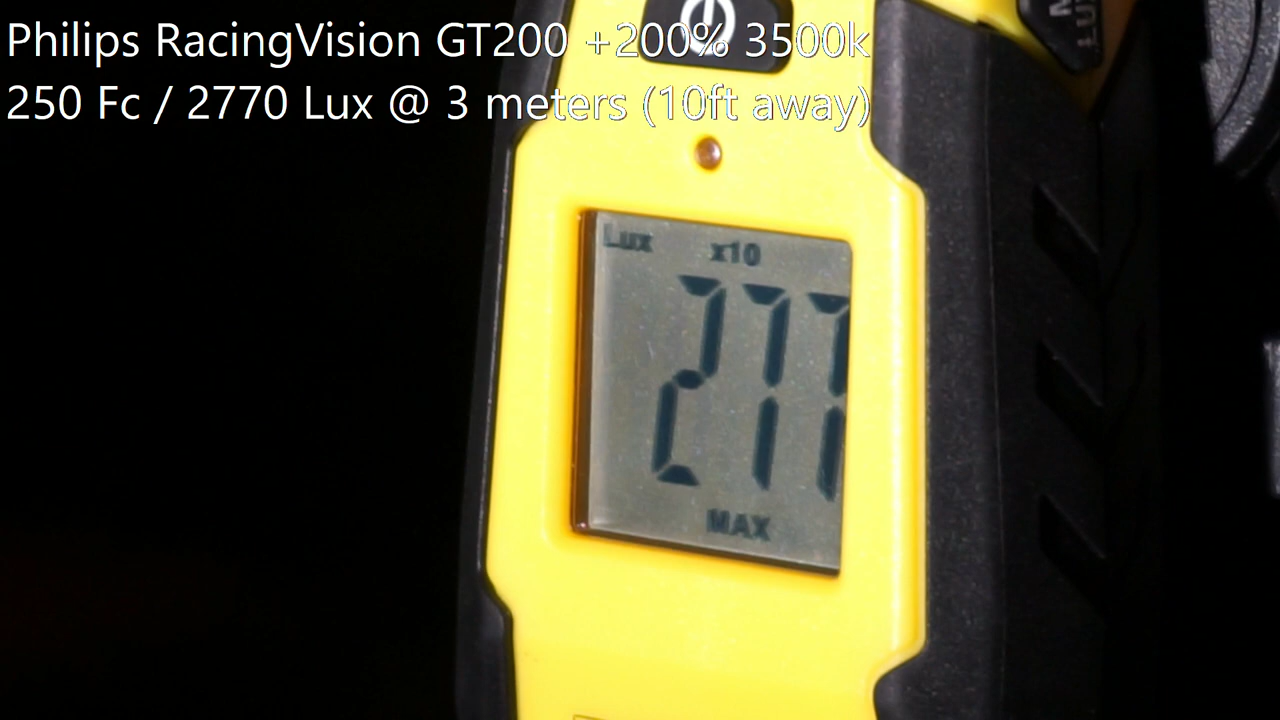 Philips RacingVision GT200 +200% 3500k
250 Fc / 2770 Lux @ 3 meters (10ft away)
Lux x10
277
MAX